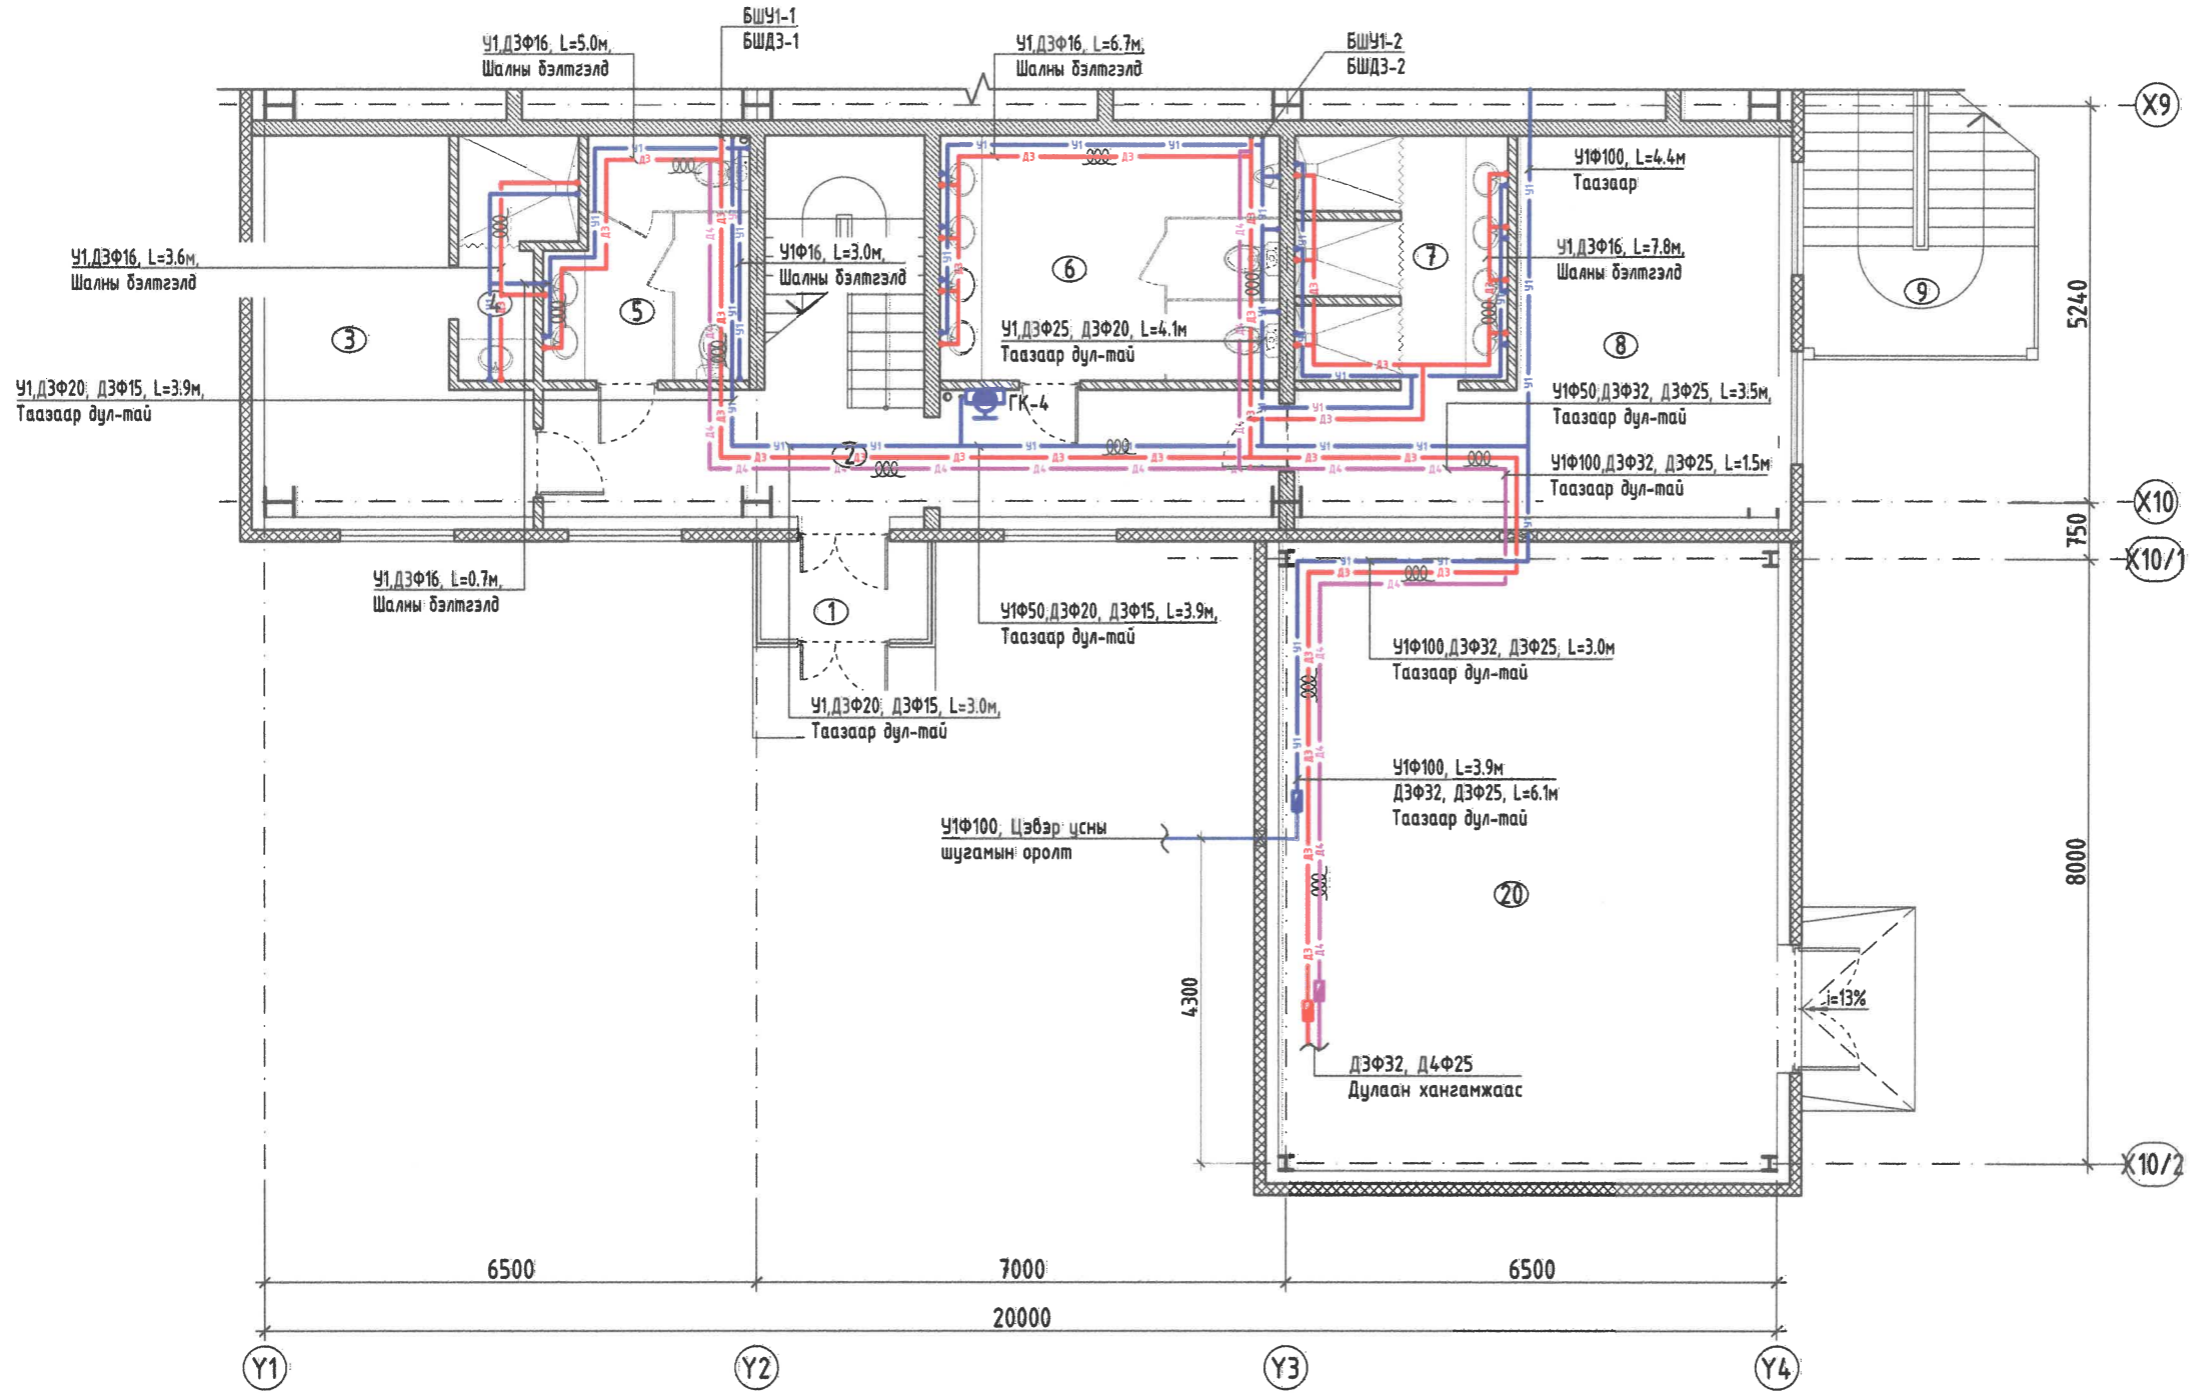 БШУ1-1
БШДЗ-1
У1,ДЗФ16, L=5.0м,
Шалны бэлтгэлд
У1,ДЗФ16, L=6.7м,
Шалны бэлтгэлд
БШУ1-2
БШДЗ-2
X9
У1Ф100, L=4.4м
Таазаар
У1,ДЗФ16, L=3.6м,
Шалны бэлтгэлд
У1Ф16, L=3.0м,
Шалны бэлтгэлд
У1,ДЗФ16, L=7.8м,
Шалны бэлтгэлд
3
4
5
6
7
8
9
5240
У1,ДЗФ25, ДЗФ20, L=4.1м
Таазаар дул-тай
У1,ДЗФ20, ДЗФ15, L=3.9м,
Таазаар дул-тай
ГК-4
У1Ф50,ДЗФ32, ДЗФ25, L=3.5м,
Таазаар дул-тай
2
У1Ф100,ДЗФ32, ДЗФ25, L=1.5м
Таазаар дул-тай
X10
750
X10/1
У1,ДЗФ16, L=0.7м,
Шалны бэлтгэлд
1
У1Ф50,ДЗФ20, ДЗФ15, L=3.9м,
Таазаар дул-тай
У1Ф100,ДЗФ32, ДЗФ25, L=3.0м
Таазаар дул-тай
У1,ДЗФ20, ДЗФ15, L=3.0м,
Таазаар дул-тай
У1Ф100, L=3.9м
ДЗФ32, ДЗФ25, L=6.1м
Таазаар дул-тай
У1Ф100, Цэвэр усны
шугамын оролт
8000
20
4300
i=13%
ДЗФ32, Д4Ф25
Дулаан хангамжаас
X10/2
6500
7000
6500
20000
Y1
Y2
Y3
Y4